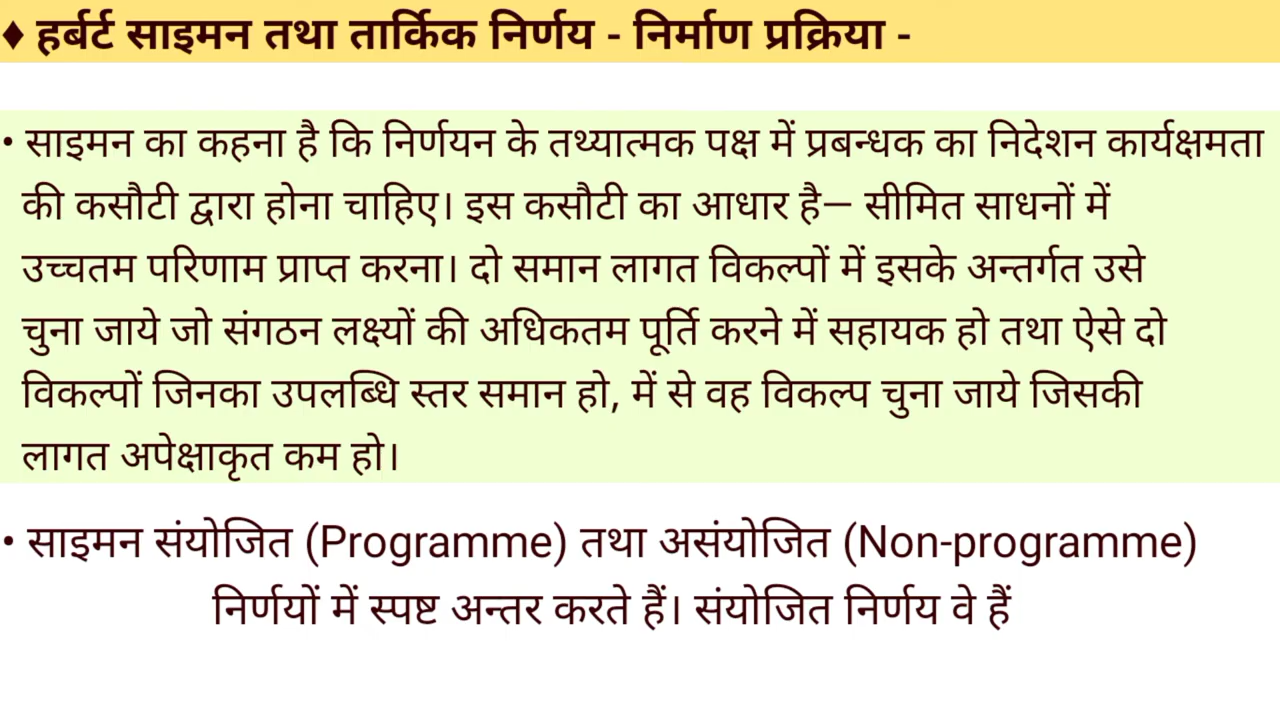 ♦ हर्बर्ट साइमन तथा तार्किक निर्णय - निर्माण प्रक्रिया -
• साइमन का कहना है कि निर्णयन के तथ्यात्मक पक्ष में प्रबन्धक का निदेशन कार्यक्षमता
की कसौटी द्वारा होना चाहिए। इस कसौटी का आधार है— सीमित साधनों में
उच्चतम परिणाम प्राप्त करना। दो समान लागत विकल्पों में इसके अन्तर्गत उसे
चुना जाये जो संगठन लक्ष्यों की अधिकतम पूर्ति करने में सहायक हो तथा ऐसे दो
विकल्पों जिनका उपलब्धि स्तर समान हो, में से वह विकल्प चुना जाये जिसकी
लागत अपेक्षाकृत कम हो।
• साइमन संयोजित (Programme) तथा असंयोजित (Non-programme)
निर्णयों में स्पष्ट अन्तर करते हैं। संयोजित निर्णय वे हैं